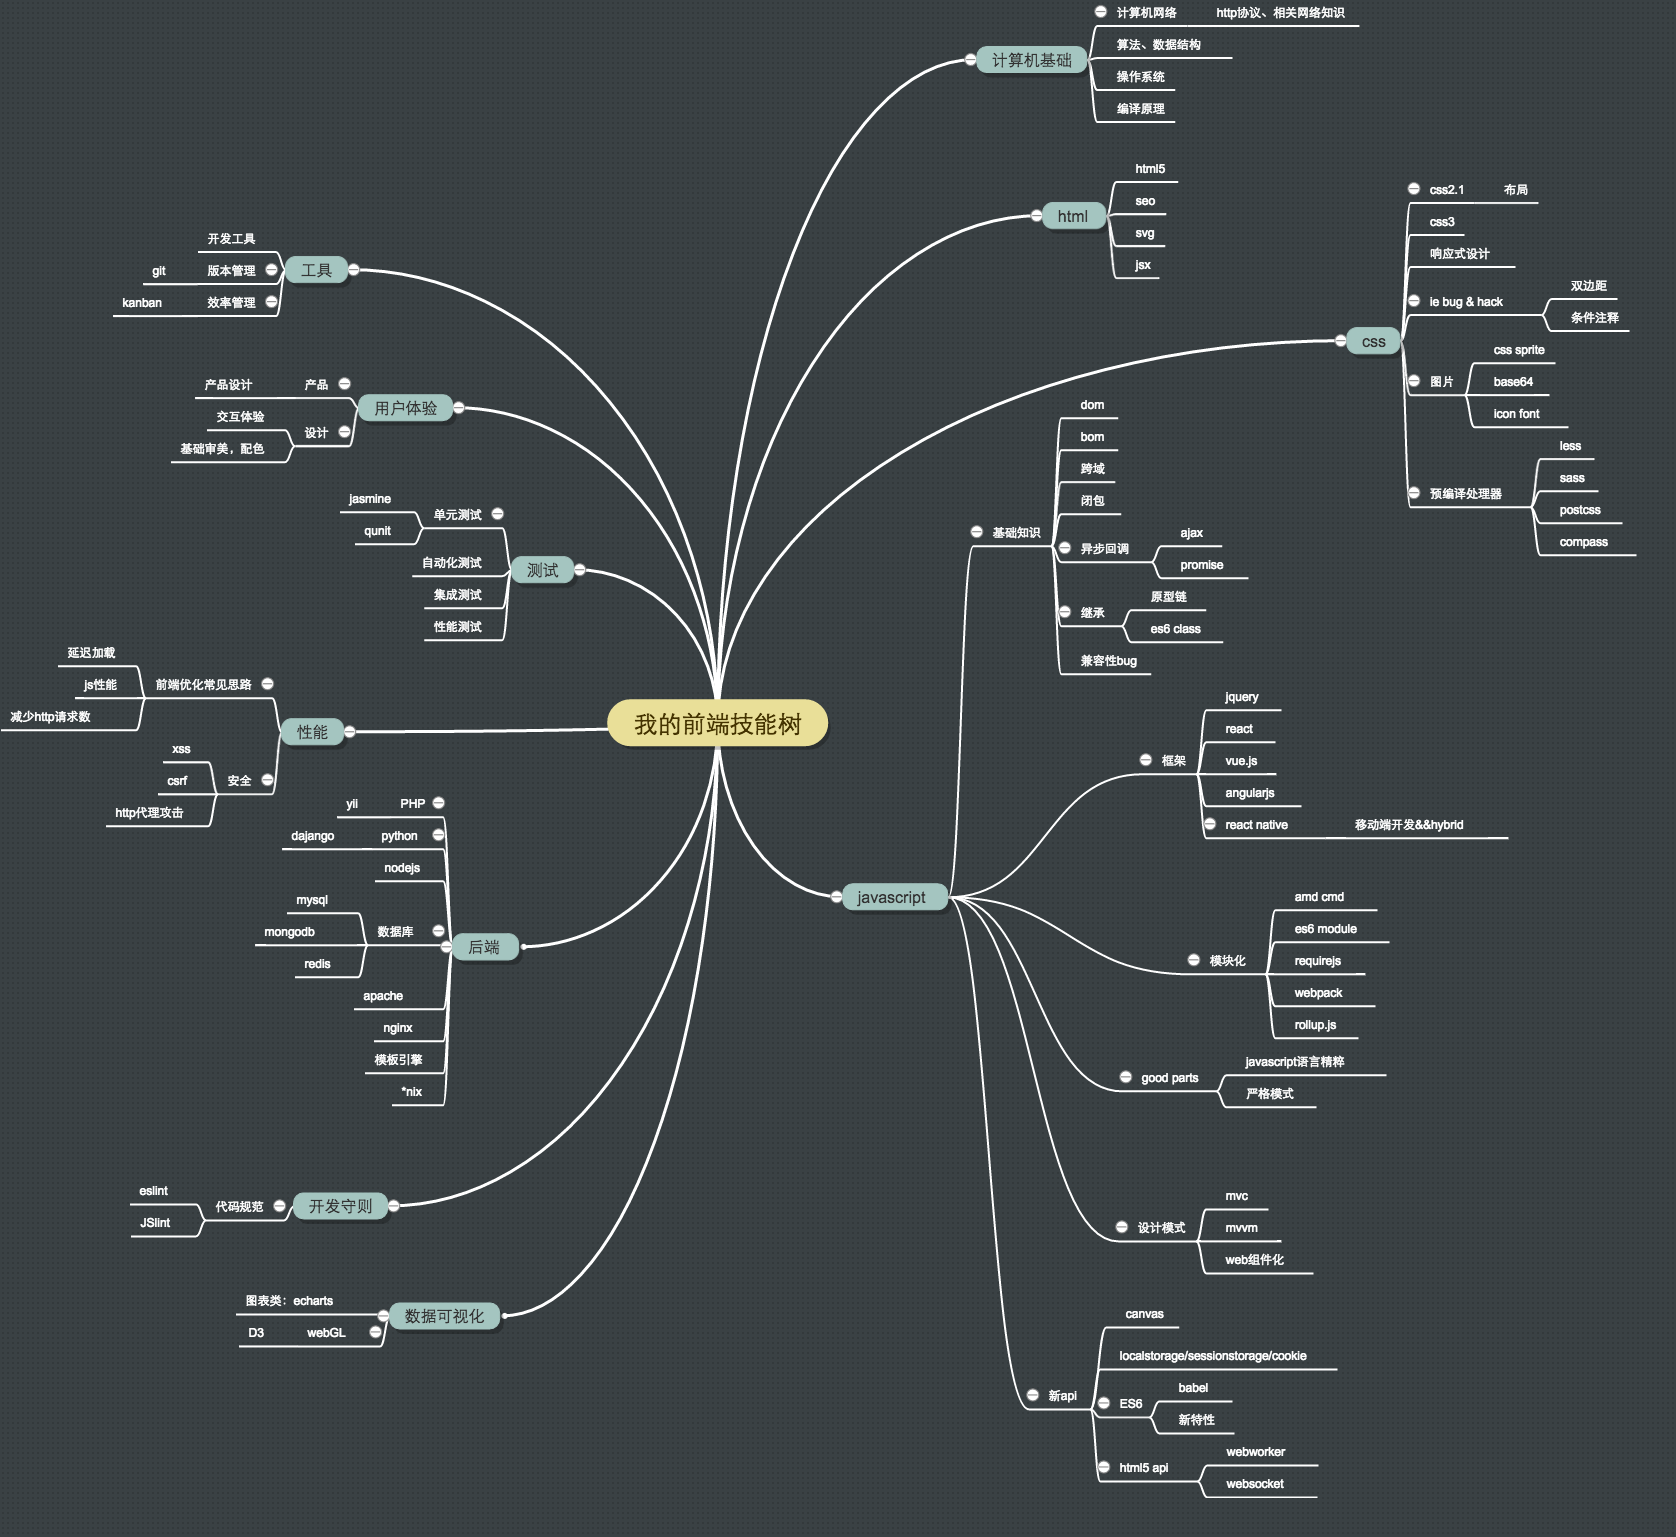 我的前端技能树
计算机基础
计算机网络
http协议、相关网络知识
算法、数据结构
操作系统
编译原理
html
html5
seo
svg
jsx
css
css2.1
布局
css3
响应式设计
ie bug & hack
双边距
条件注释
图片
css sprite
base64
icon font
预编译处理器
less
sass
postcss
compass
javascript
基础知识
dom
bom
跨域
闭包
异步回调
ajax
promise
继承
原型链
es6 class
兼容性bug
框架
jquery
react
vue.js
angularjs
react native
移动端开发&&hybrid
模块化
amd cmd
es6 module
requirejs
webpack
rollup.js
good parts
javascript语言精粹
严格模式
设计模式
mvc
mvvm
web组件化
新api
canvas
localstorage/sessionstorage/cookie
ES6
babel
新特性
html5 api
webworker
websocket
工具
开发工具
版本管理
git
效率管理
kanban
用户体验
产品
产品设计
设计
交互体验
基础审美，配色
测试
单元测试
jasmine
qunit
自动化测试
集成测试
性能测试
性能
前端优化常见思路
延迟加载
js性能
减少http请求数
安全
xss
csrf
http代理攻击
后端
PHP
yii
python
dajango
nodejs
数据库
mysql
mongodb
redis
apache
nginx
模板引擎
*nix
开发守则
代码规范
eslint
JSlint
数据可视化
图表类：echarts
webGL
D3